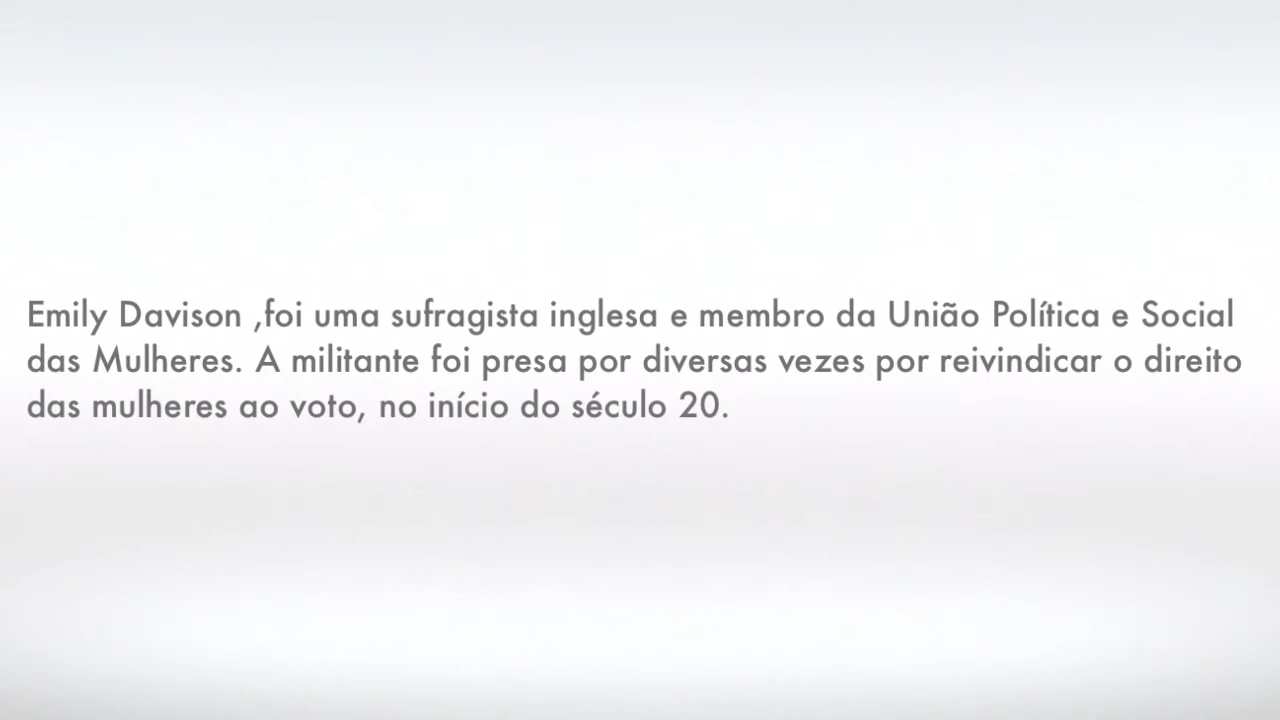 Emily Davison ,foi uma sufragista inglesa e membro da União Política e Social
das Mulheres. A militante foi presa por diversas vezes por reivindicar o direito
das mulheres ao voto, no início do século 20.